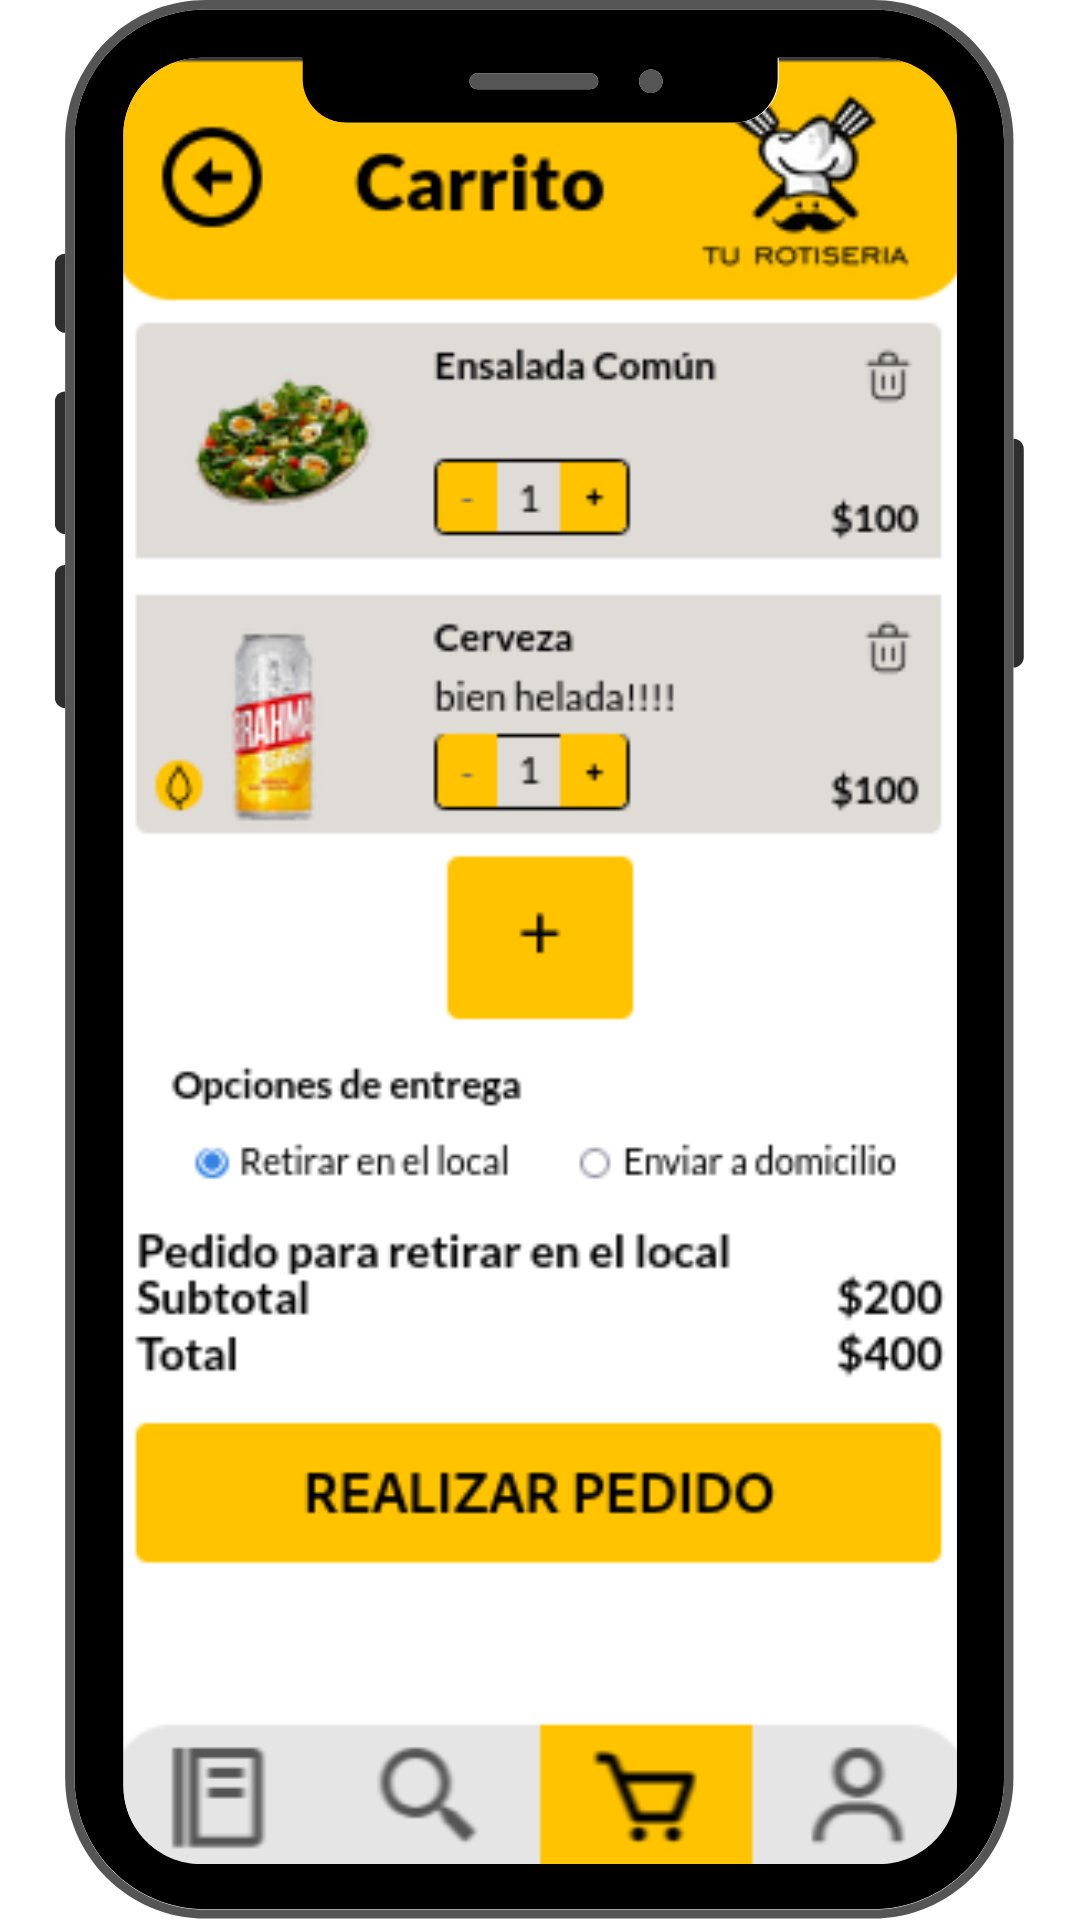 Carrito
TU ROTISERIA
Ensalada Común
- 1 +
$100
BRAHMA
Cerveza
bien helada!!!!
- 1 +
$100
+
Opciones de entrega
Retirar en el local Enviar a domicilio
Pedido para retirar en el local
Subtotal $200
Total $400
REALIZAR PEDIDO